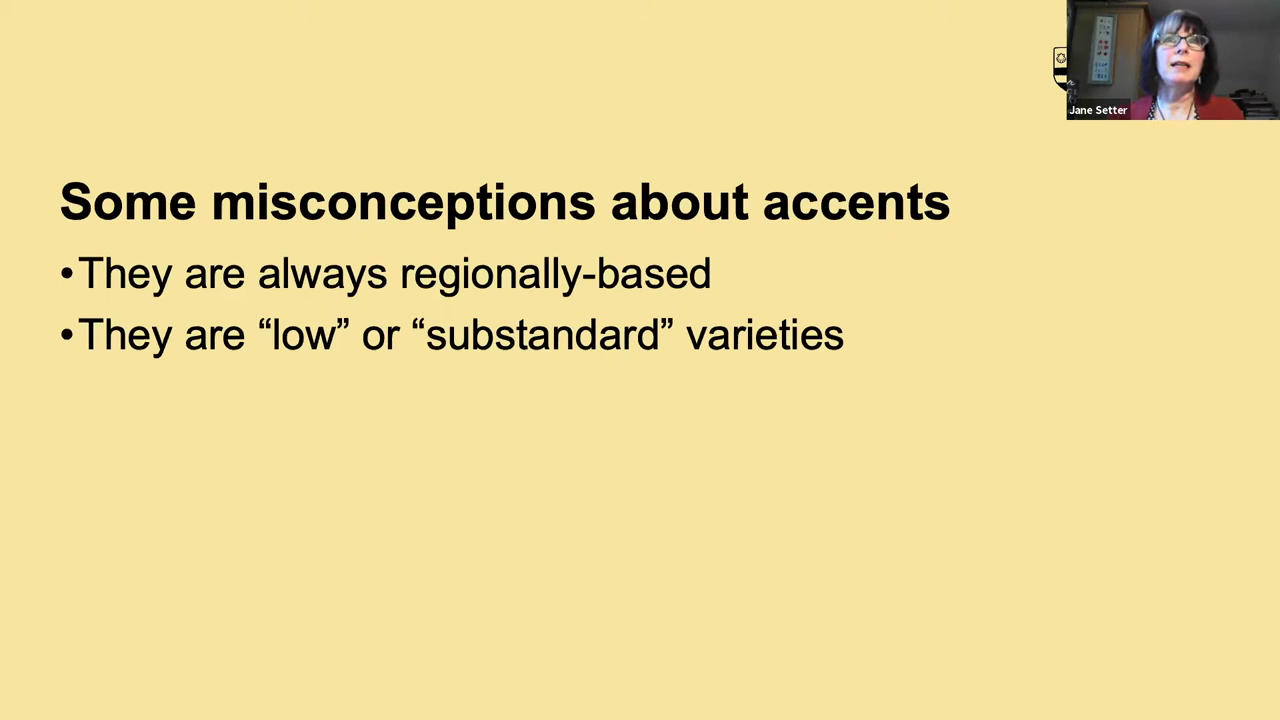 Jane Setter
Some misconceptions about accents
•They are always regionally-based
•They are “low” or “substandard” varieties